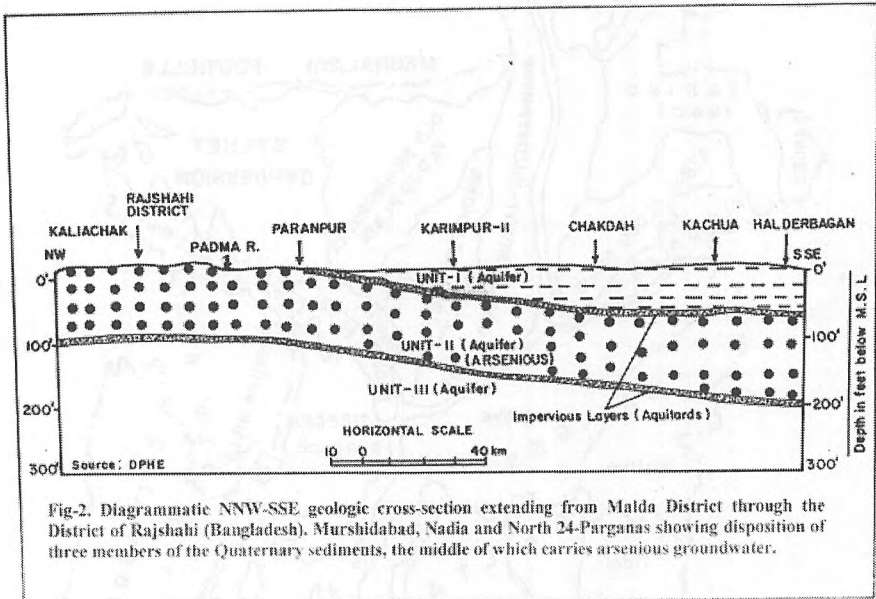 RAJSHAHI
DISTRICT
KALIACHAK
PADMA R.
PARANPUR
KARIMPUR-II
CHAKDAH
KACHUA
HALDERBAGAN
NW
SSE
0'
UNIT-I (Aquifer)
0'
100'
UNIT-II (Aquifer)
(ARSENIOUS)
100'
UNIT-III (Aquifer)
Impervious Layers (Aquitards)
200'
200'
Depth in feet below M.S.L.
HORIZONTAL SCALE
10 0 40 km
300'
Source: DPHE
300'
Fig-2. Diagrammatic NNW-SSE geologic cross-section extending from Malda District through the
District of Rajshahi (Bangladesh). Murshidabad, Nadia and North 24-Parganas showing disposition of
three members of the Quaternary sediments, the middle of which carries arsenious groundwater.